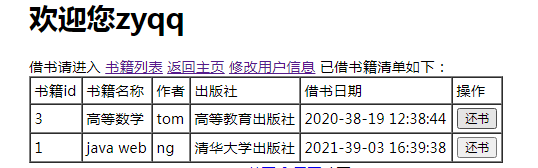 欢迎您zyqq
借书请进入 书籍列表 返回主页 修改用户信息 已借书籍清单如下：
书籍id 书籍名称 作者 出版社 借书日期 操作
3 高等数学 tom 高等教育出版社 2020-38-19 12:38:44 还书
1 java web ng 清华大学出版社 2021-39-03 16:39:38 还书